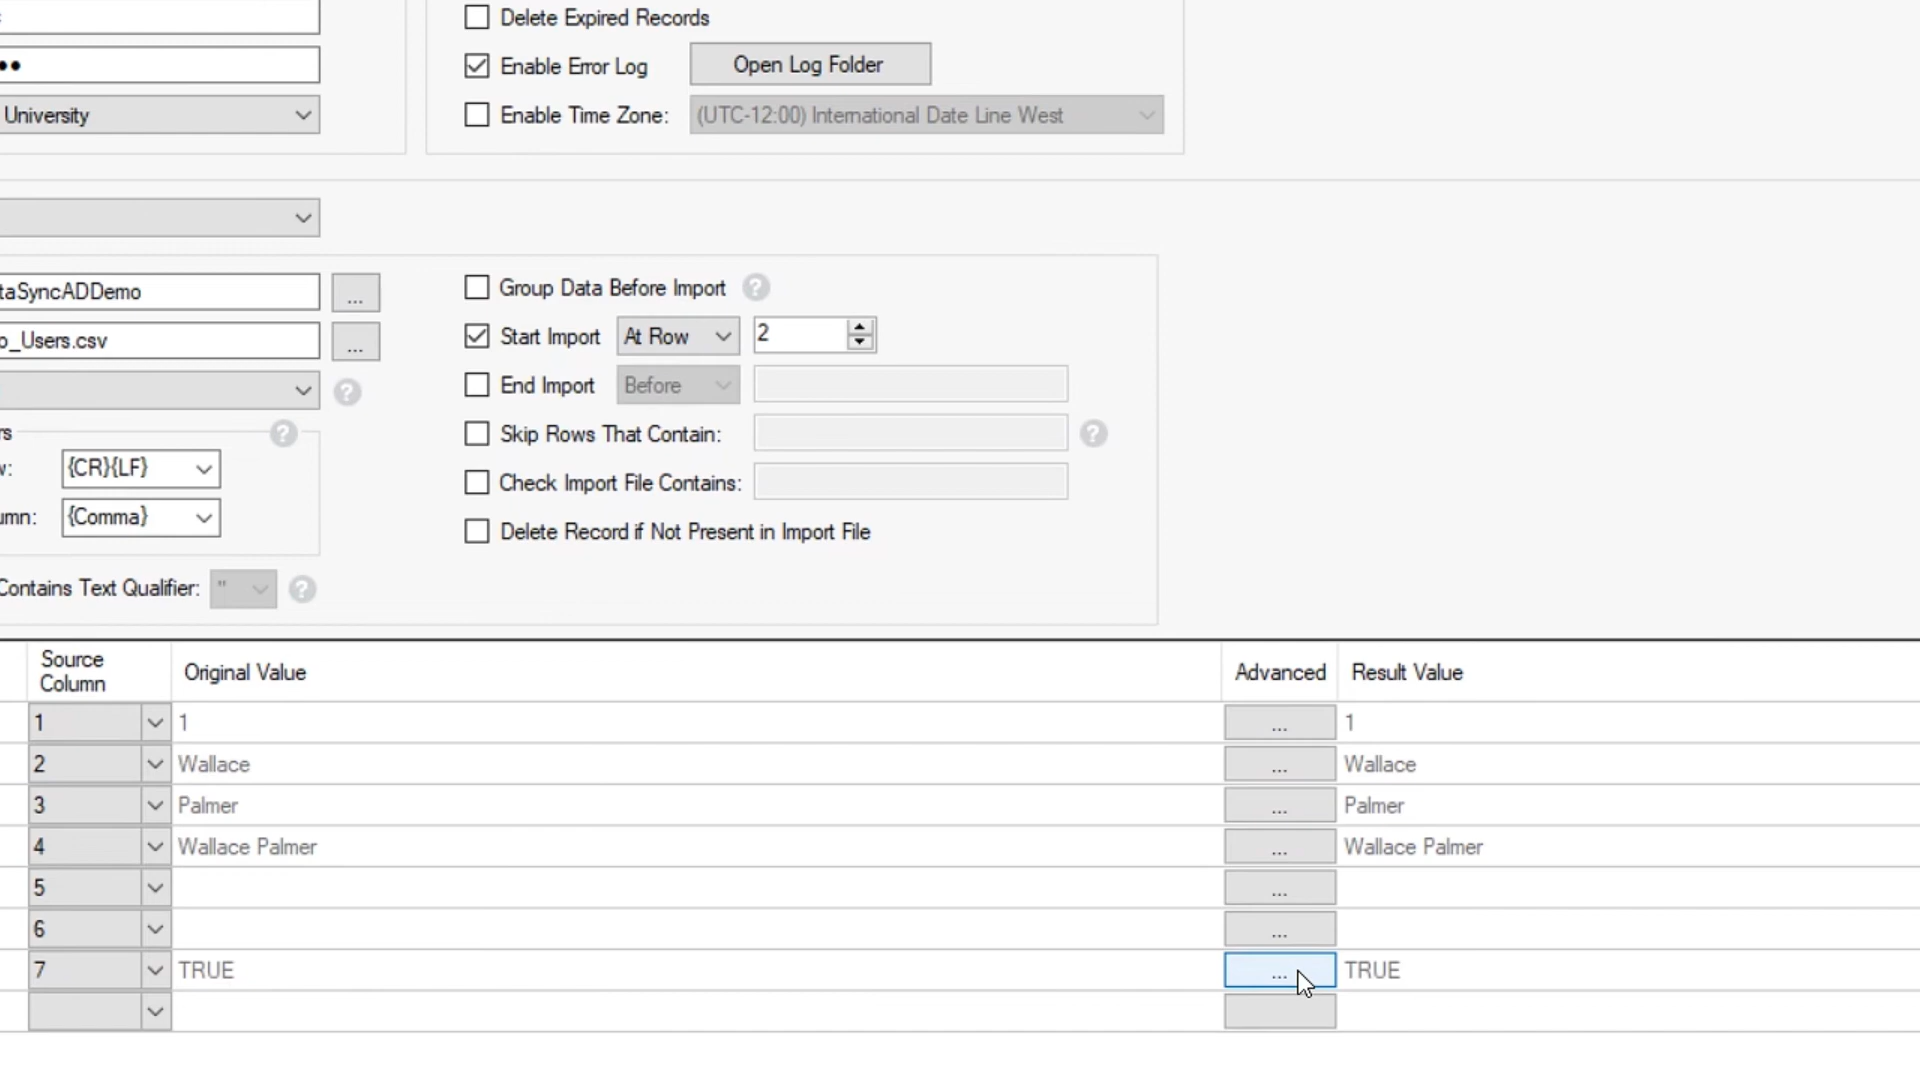 Delete Expired Records
••
Enable Error Log Open Log Folder
University
Enable Time Zone: (UTC-12:00) International Date Line West
taSyncADDemo ...
Group Data Before Import ?
o_Users.csv ...
Start Import At Row 2
?
End Import Before
rs ?
Skip Rows That Contain: ?
w: {CR}{LF}
Check Import File Contains:
umn: {Comma}
Delete Record if Not Present in Import File
Contains Text Qualifier: " ?
Source Column Original Value Advanced Result Value
1 1 ... 1
2 Wallace ... Wallace
3 Palmer ... Palmer
4 Wallace Palmer ... Wallace Palmer
5 ...
6 ...
7 TRUE ... TRUE